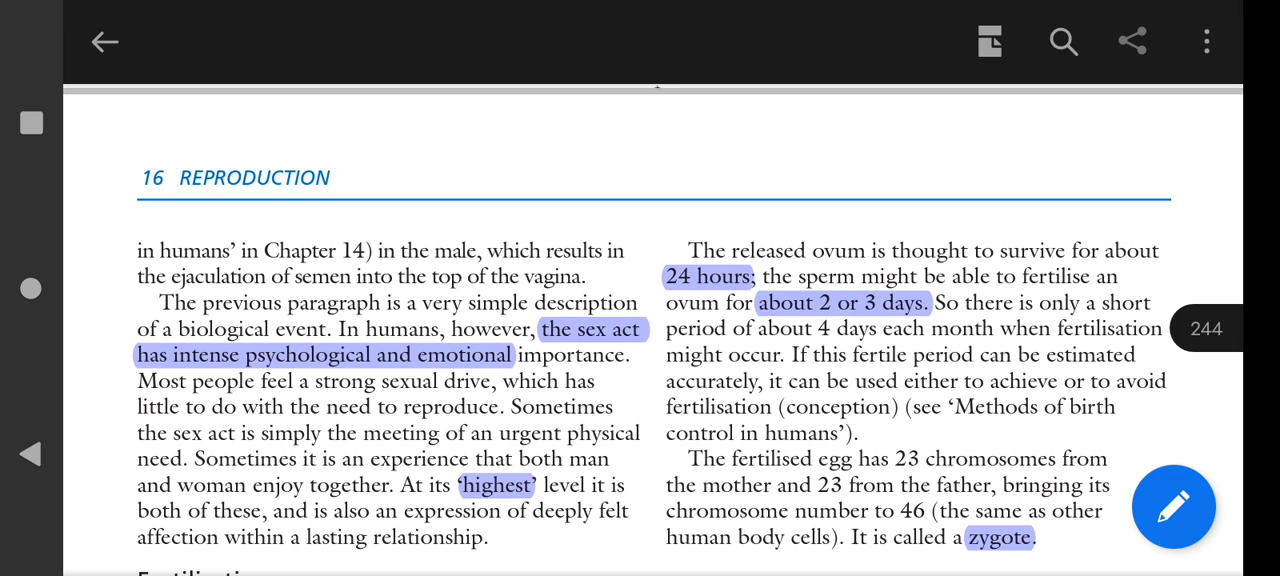 16 REPRODUCTION
in humans’ in Chapter 14) in the male, which results in
the ejaculation of semen into the top of the vagina.
The previous paragraph is a very simple description
of a biological event. In humans, however, the sex act
has intense psychological and emotional importance.
Most people feel a strong sexual drive, which has
little to do with the need to reproduce. Sometimes
the sex act is simply the meeting of an urgent physical
need. Sometimes it is an experience that both man
and woman enjoy together. At its ‘highest’ level it is
both of these, and is also an expression of deeply felt
affection within a lasting relationship.
The released ovum is thought to survive for about
24 hours; the sperm might be able to fertilise an
ovum for about 2 or 3 days. So there is only a short
period of about 4 days each month when fertilisation
might occur. If this fertile period can be estimated
accurately, it can be used either to achieve or to avoid
fertilisation (conception) (see ‘Methods of birth
control in humans’).
The fertilised egg has 23 chromosomes from
the mother and 23 from the father, bringing its
chromosome number to 46 (the same as other
human body cells). It is called a zygote.
244